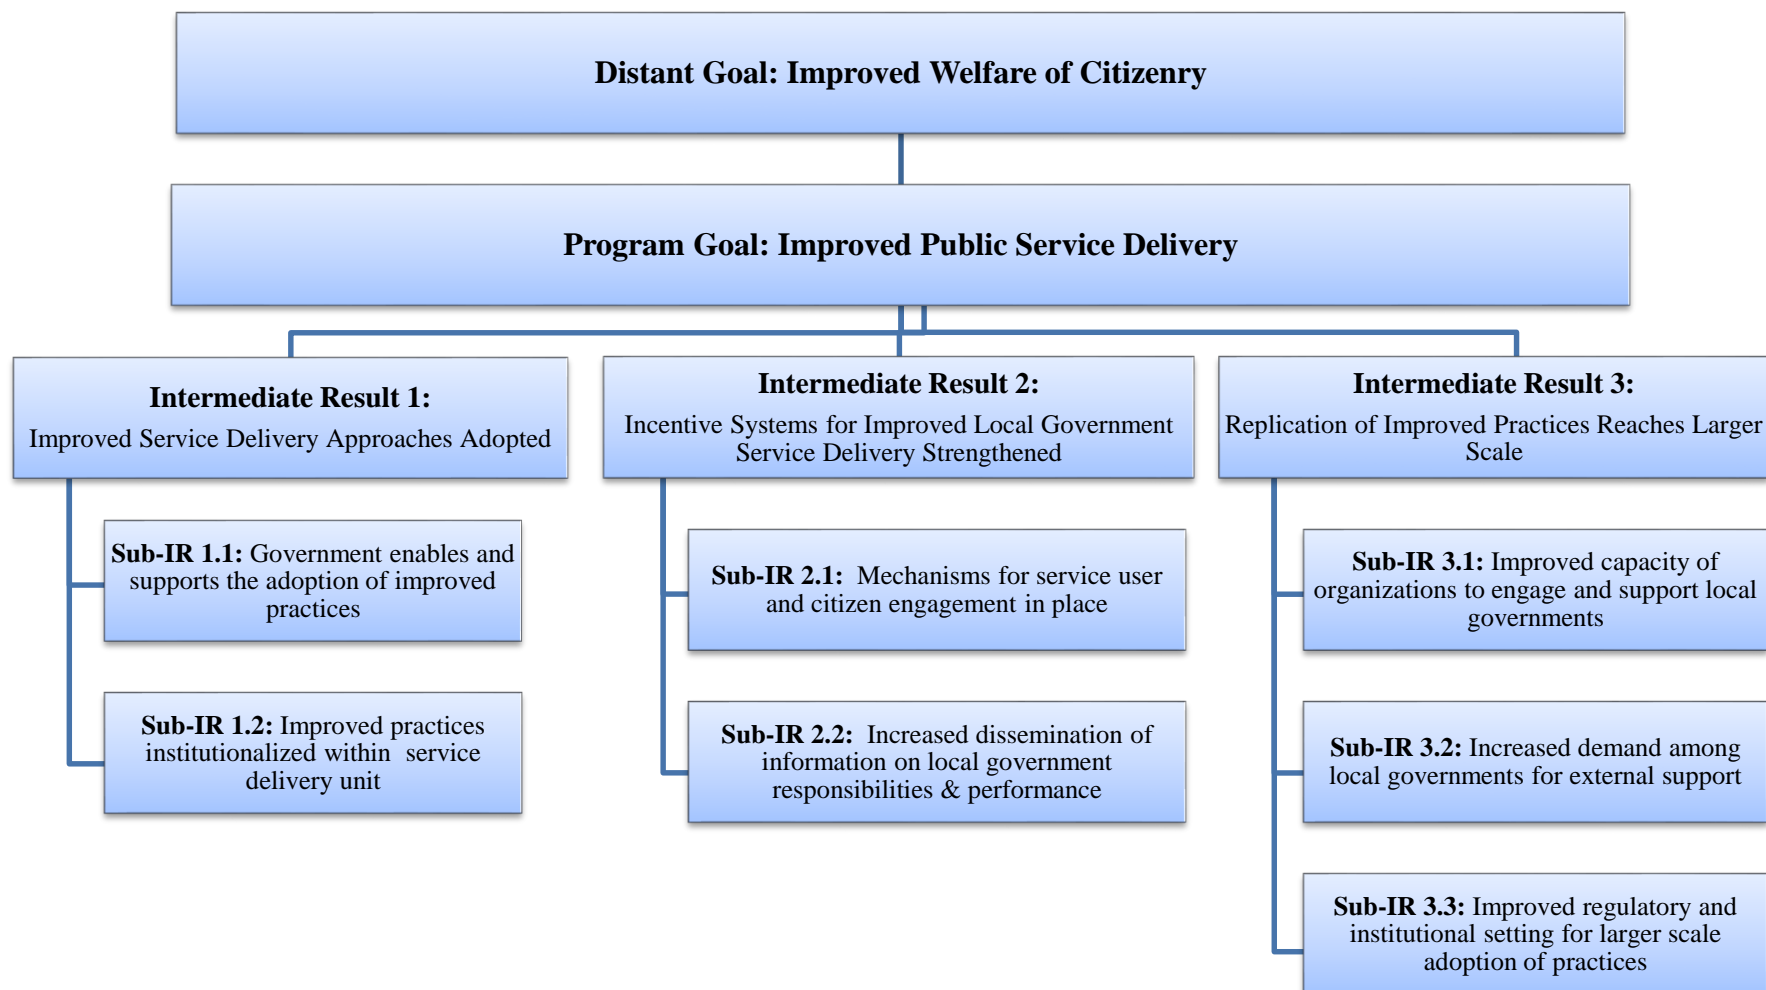 Distant Goal: Improved Welfare of Citizenry
Program Goal: Improved Public Service Delivery
Intermediate Result 1:
Improved Service Delivery Approaches Adopted
Sub-IR 1.1: Government enables and
supports the adoption of improved
practices
Sub-IR 1.2: Improved practices
institutionalized within service
delivery unit
Intermediate Result 2:
Incentive Systems for Improved Local Government
Service Delivery Strengthened
Sub-IR 2.1: Mechanisms for service user
and citizen engagement in place
Sub-IR 2.2: Increased dissemination of
information on local government
responsibilities & performance
Intermediate Result 3:
Replication of Improved Practices Reaches Larger
Scale
Sub-IR 3.1: Improved capacity of
organizations to engage and support local
governments
Sub-IR 3.2: Increased demand among
local governments for external support
Sub-IR 3.3: Improved regulatory and
institutional setting for larger scale
adoption of practices